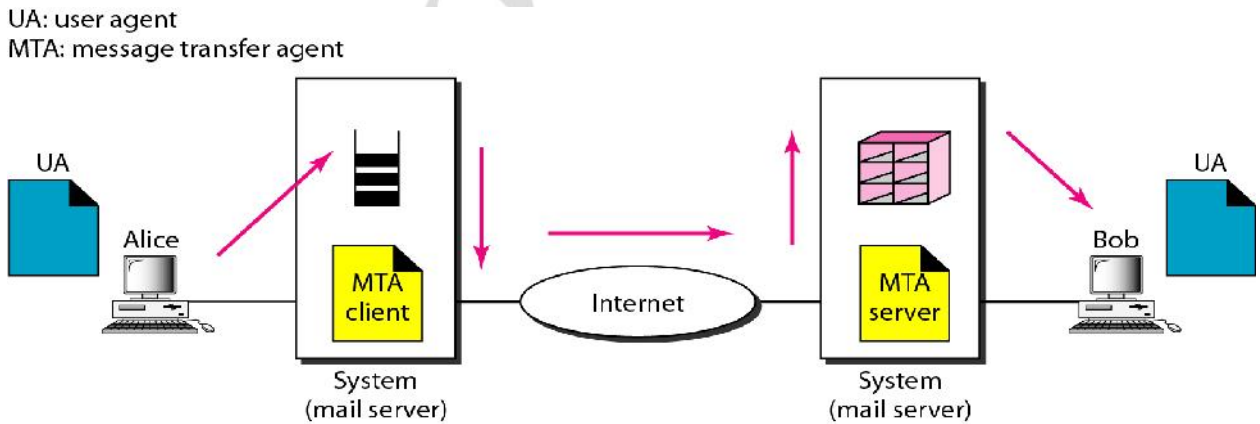 UA: user agent
MTA: message transfer agent
UA
Alice
MTA
client
System
(mail server)
Internet
MTA
server
System
(mail server)
Bob
UA